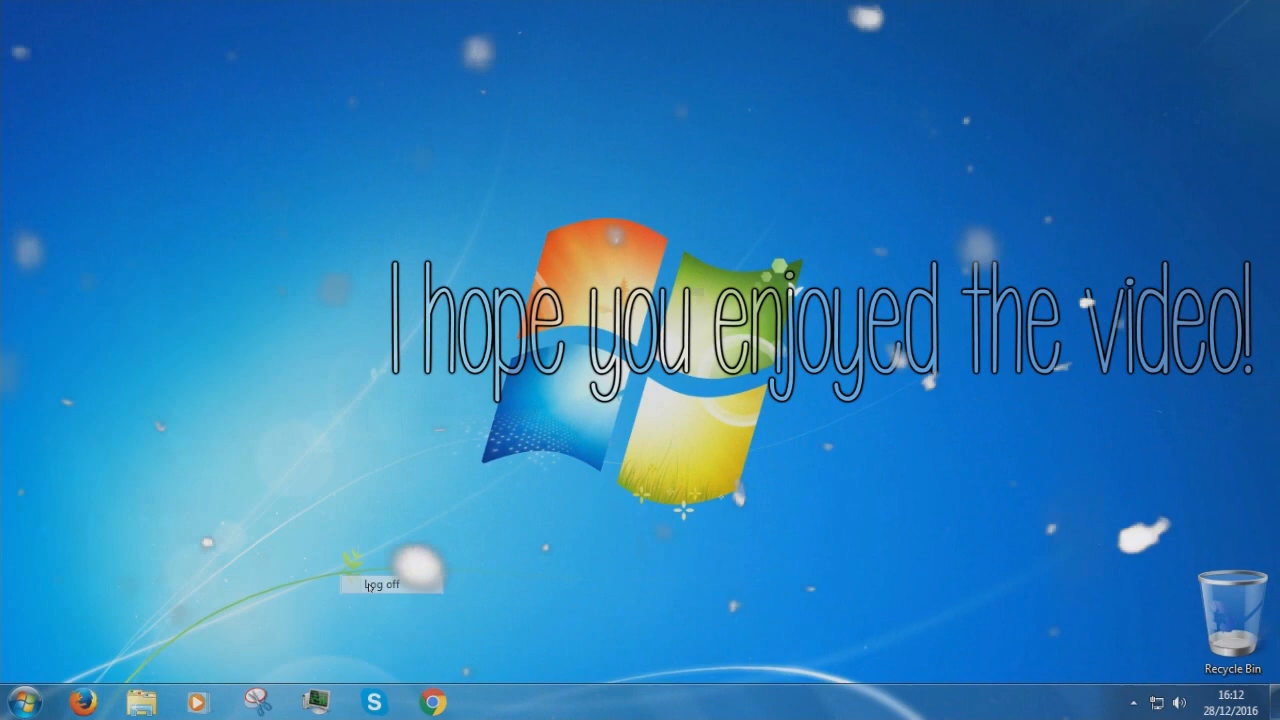 I hope you enjoyed the video!
Log off
Recycle Bin
16:12
28/12/2016